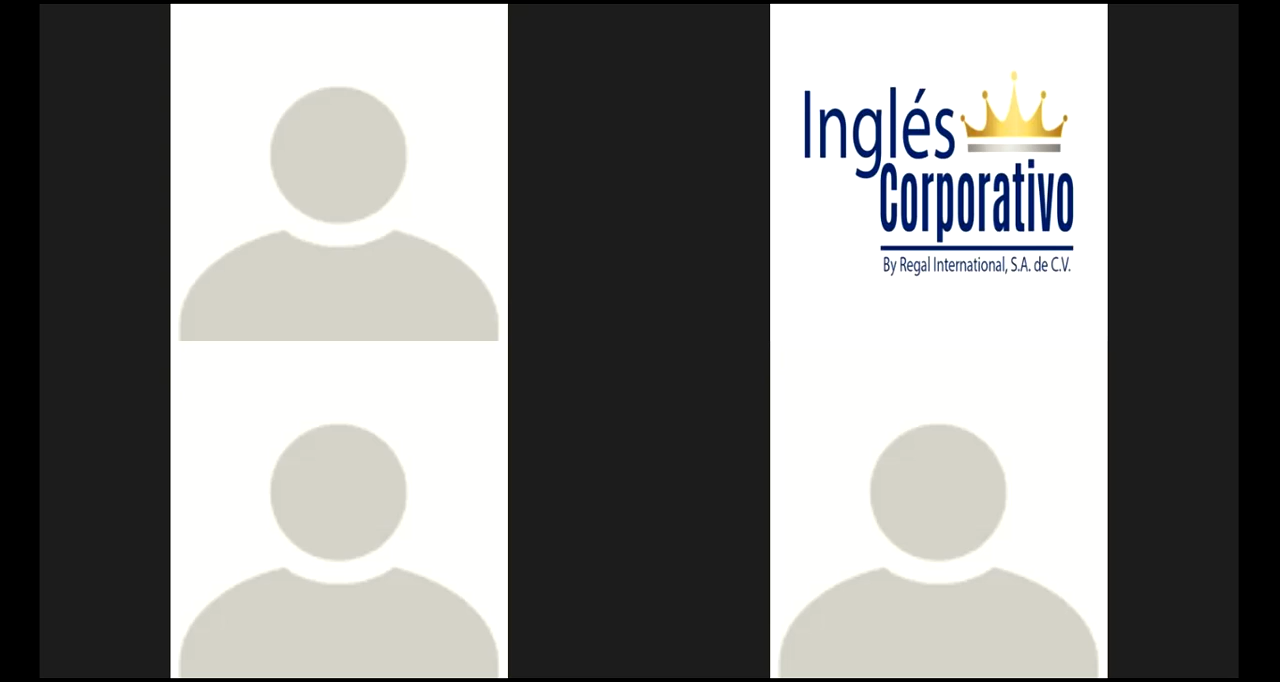 Inglés
Corporativo
By Regal International, S.A. de C.V.